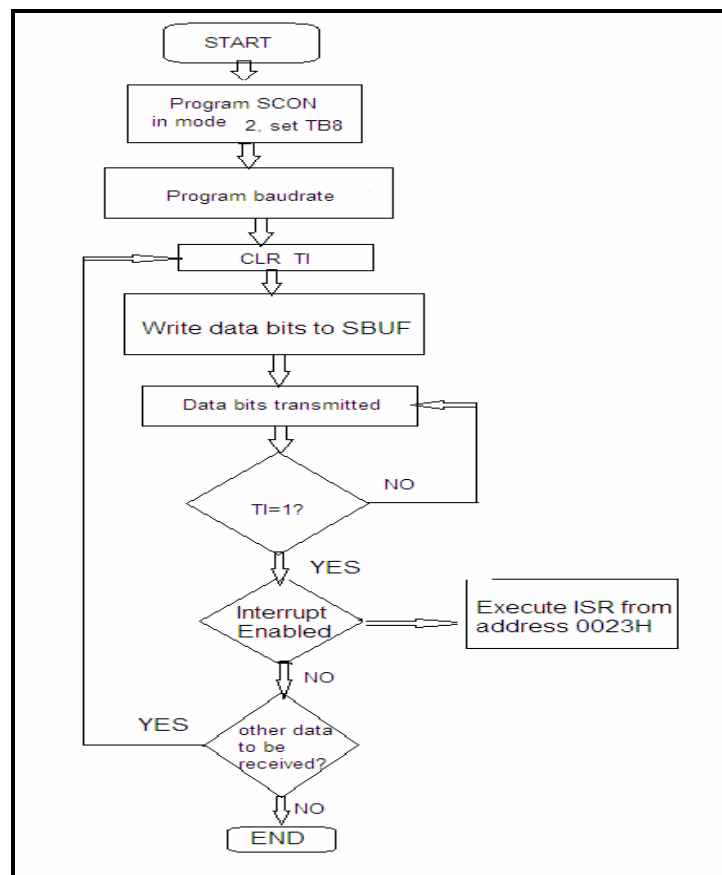 START
Program SCON
in mode 2, set TB8
Program baudrate
CLR TI
Write data bits to SBUF
Data bits transmitted
NO
TI=1?
YES
Interrupt
Enabled
Execute ISR from
address 0023H
NO
YES
other data
to be
received?
NO
END